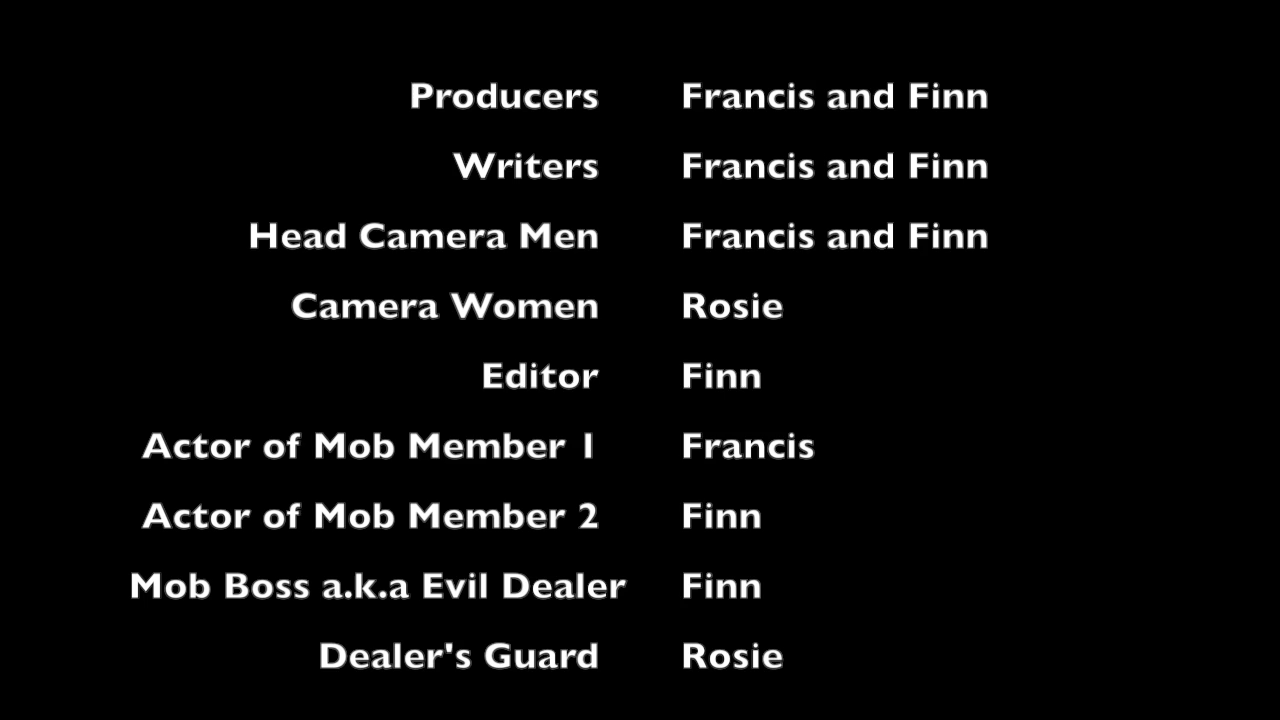 Producers Francis and Finn
Writers Francis and Finn
Head Camera Men Francis and Finn
Camera Women Rosie
Editor Finn
Actor of Mob Member 1 Francis
Actor of Mob Member 2 Finn
Mob Boss a.k.a Evil Dealer Finn
Dealer's Guard Rosie